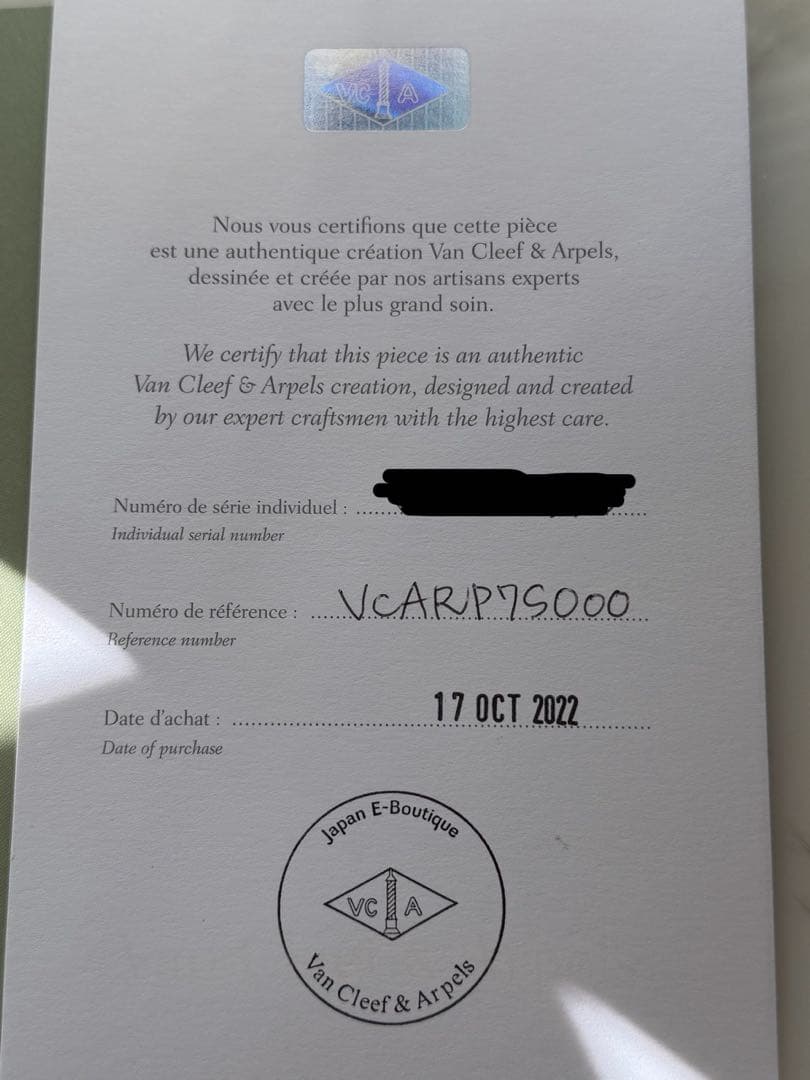 VC A
Nous vous certifions que cette pièce
est une authentique création Van Cleef & Arpels,
dessinée et créée par nos artisans experts
avec le plus grand soin.
We certify that this piece is an authentic
Van Cleef & Arpels creation, designed and created
by our expert craftsmen with the highest care.
Numéro de série individuel :
Individual serial number
Numéro de référence : VCARP7S000
Reference number
Date d'achat : 17 OCT 2022
Date of purchase
Japan E-Boutique
VC A
Van Cleef & Arpels